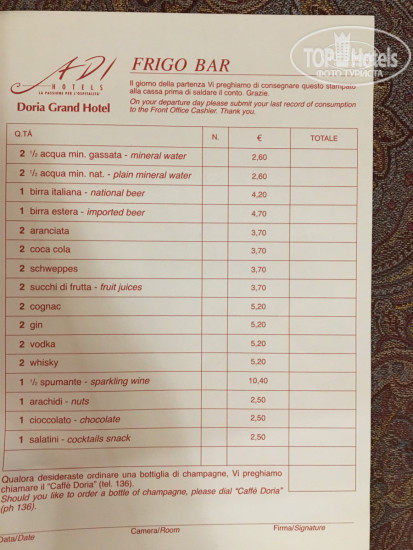 TOP Hotels
ФОТО ТУРИСТА
ADI
HOTELS
LA PASSIONE PER L'OSPITALITÀ
Doria Grand Hotel
FRIGO BAR
Il giorno della partenza Vi preghiamo di consegnare questo stampato
alla cassa prima di saldare il conto. Grazie.
On your departure day please submit your last record of consumption
to the Front Office Cashier. Thank you.
Q.TÀ N. € TOTALE
2 1/2 acqua min. gassata - mineral water 2,60
2 1/2 acqua min. nat. - plain mineral water 2,60
1 birra italiana - national beer 4,20
1 birra estera - imported beer 4,70
2 aranciata 3,70
2 coca cola 3,70
2 schweppes 3,70
2 succhi di frutta - fruit juices 3,70
2 cognac 5,20
2 gin 5,20
2 vodka 5,20
2 whisky 5,20
1 1/2 spumante - sparkling wine 10,40
1 arachidi - nuts 2,50
1 cioccolato - chocolate 2,50
1 salatini - cocktails snack 2,50
Qualora desideraste ordinare una bottiglia di champagne, Vi preghiamo
chiamare il "Caffè Doria" (tel. 136).
Should you like to order a bottle of champagne, please dial "Caffè Doria"
(ph 136).
Data/Date Camera/Room Firma/Signature